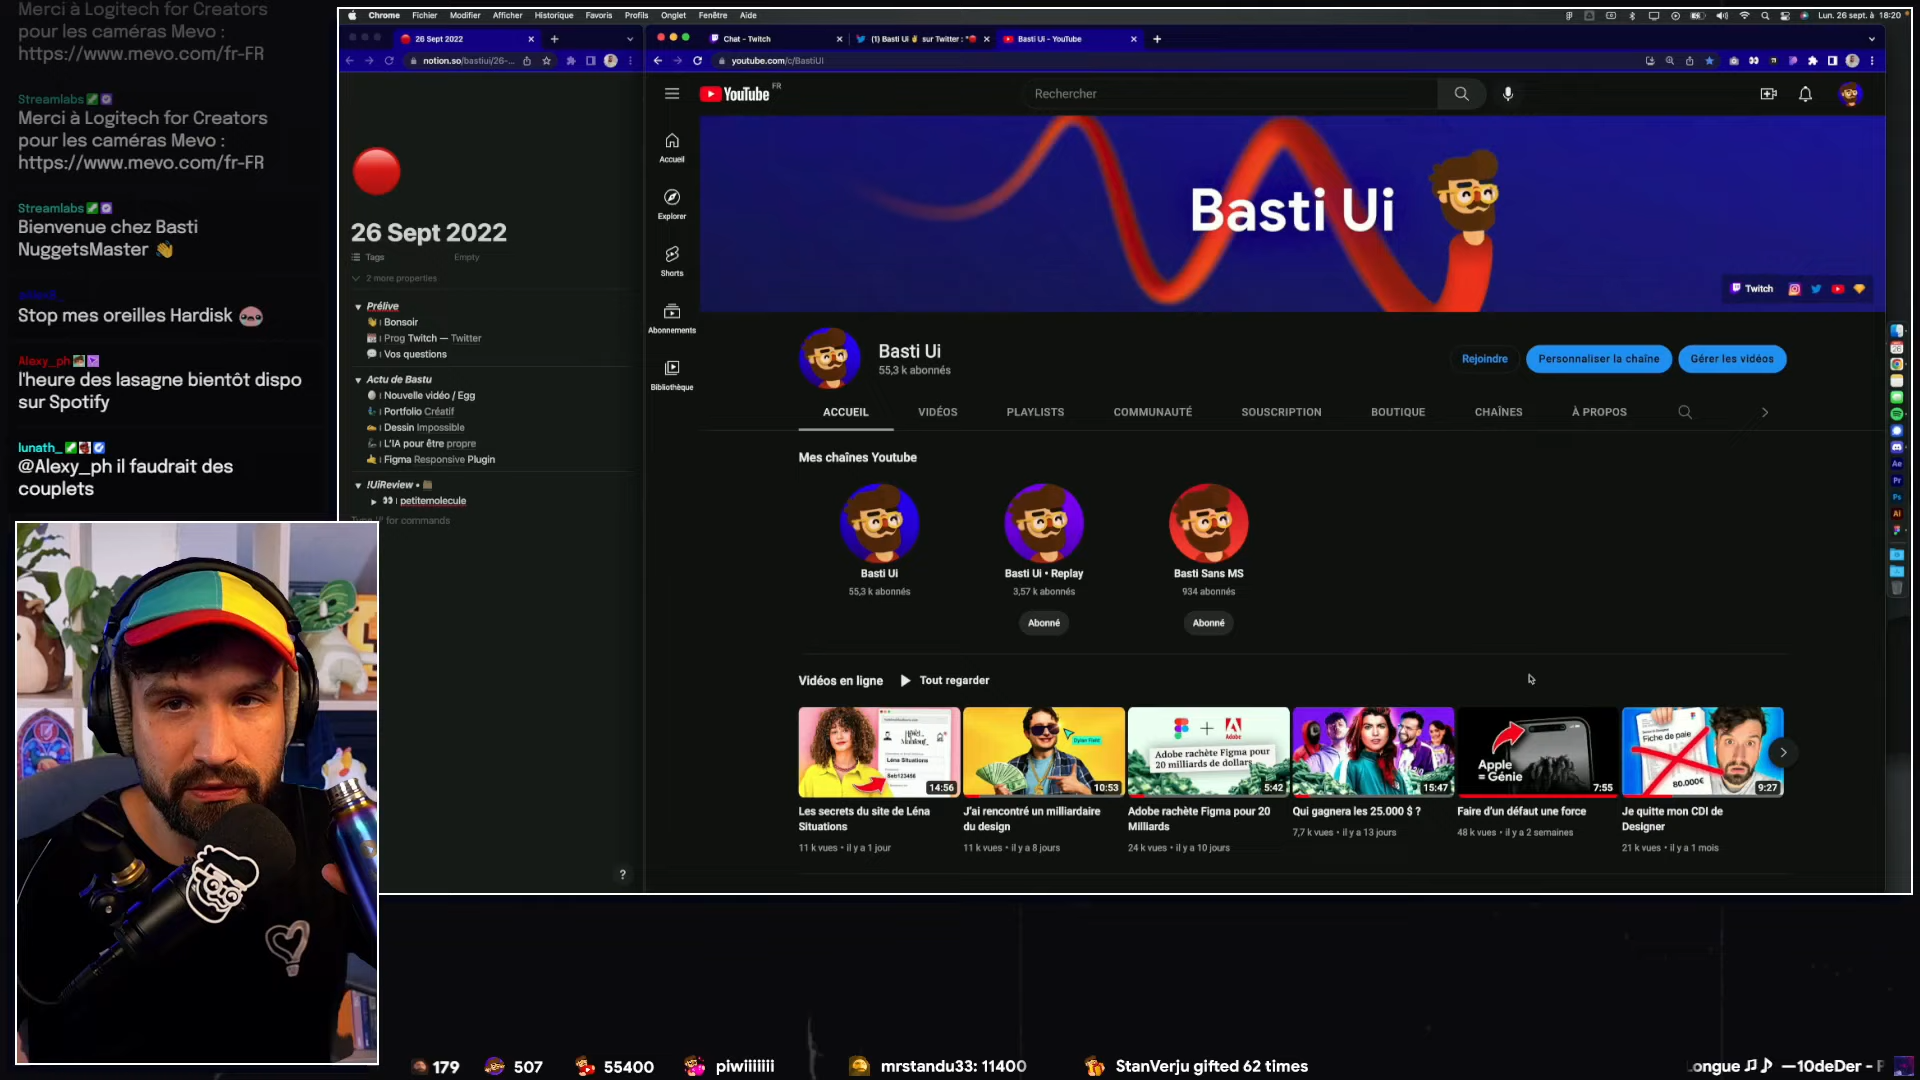 Merci à Logitech for Creators
pour les caméras Mevo :
https://www.mevo.com/fr-FR
Streamlabs
Merci à Logitech for Creators
pour les caméras Mevo :
https://www.mevo.com/fr-FR
Streamlabs
Bienvenue chez Basti
NuggetsMaster 👋
Stop mes oreilles Hardisk
Alexy_ph
l'heure des lasagne bientôt dispo
sur Spotify
lunath_
@Alexy_ph il faudrait des
couplets
Chrome Fichier Modifier Afficher Historique Favoris Profils Onglet Fenêtre Aide
Lun. 26 sept. à 18:20
26 Sept 2022
notion.so/bastiui/26-...
26 Sept 2022
Tags Empty
2 more properties
Prélive
Bonsoir
Prog Twitch — Twitter
Vos questions
Actu de Bastu
Nouvelle vidéo / Egg
Portfolio Créatif
Dessin Impossible
L'IA pour être propre
Figma Responsive Plugin
!UiReview •
petitemolecule
for commands
?
Chat - Twitch
(1) Basti Ui ✌ sur Twitter : "🔴
Basti Ui - YouTube
youtube.com/c/BastiUI
YouTube FR
Rechercher
Accueil
Explorer
Shorts
Abonnements
Bibliothèque
Basti Ui
Twitch
Basti Ui
55,3 k abonnés
Rejoindre
Personnaliser la chaîne
Gérer les vidéos
ACCUEIL VIDÉOS PLAYLISTS COMMUNAUTÉ SOUSCRIPTION BOUTIQUE CHAÎNES À PROPOS
Mes chaînes Youtube
Basti Ui
55,3 k abonnés
Basti Ui • Replay
3,57 k abonnés
Abonné
Basti Sans MS
934 abonnés
Abonné
Vidéos en ligne
Tout regarder
Léna Situations
14:56
Les secrets du site de Léna
Situations
11 k vues • il y a 1 jour
10:53
J'ai rencontré un milliardaire
du design
11 k vues • il y a 8 jours
Adobe
Adobe rachète Figma pour
20 milliards de dollars
5:42
Adobe rachète Figma pour 20
Milliards
24 k vues • il y a 10 jours
15:47
Qui gagnera les 25.000 $ ?
7,7 k vues • il y a 13 jours
Apple
= Génie
7:55
Faire d'un défaut une force
48 k vues • il y a 2 semaines
Fiche de paie
80.000€
9:27
Je quitte mon CDI de
Designer
21 k vues • il y a 1 mois
Ae
Pr
Ps
Ai
179
507
55400
piwiiiiiii
mrstandu33: 11400
StanVerju gifted 62 times
Longue ♫♪ —10deDer -